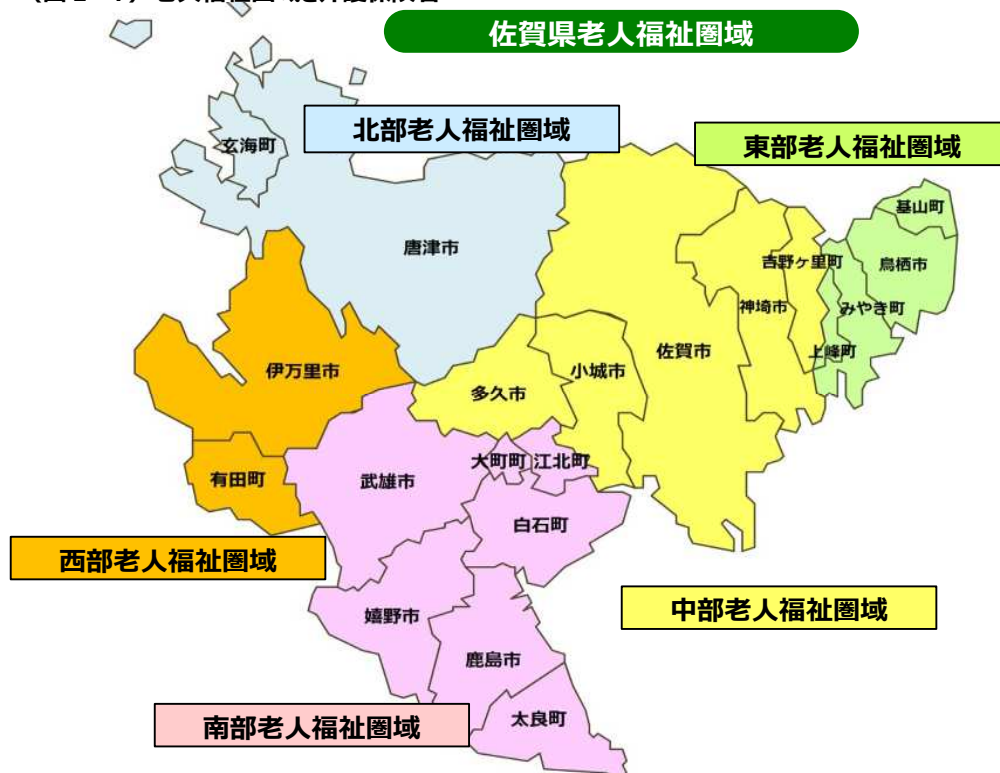 佐賀県老人福祉圏域
北部老人福祉圏域
東部老人福祉圏域
玄海町
基山町
唐津市
吉野ヶ里町
鳥栖市
神埼市
みやき町
上峰町
佐賀市
伊万里市
小城市
多久市
大町町
江北町
有田町
武雄市
白石町
西部老人福祉圏域
中部老人福祉圏域
嬉野市
鹿島市
南部老人福祉圏域
太良町